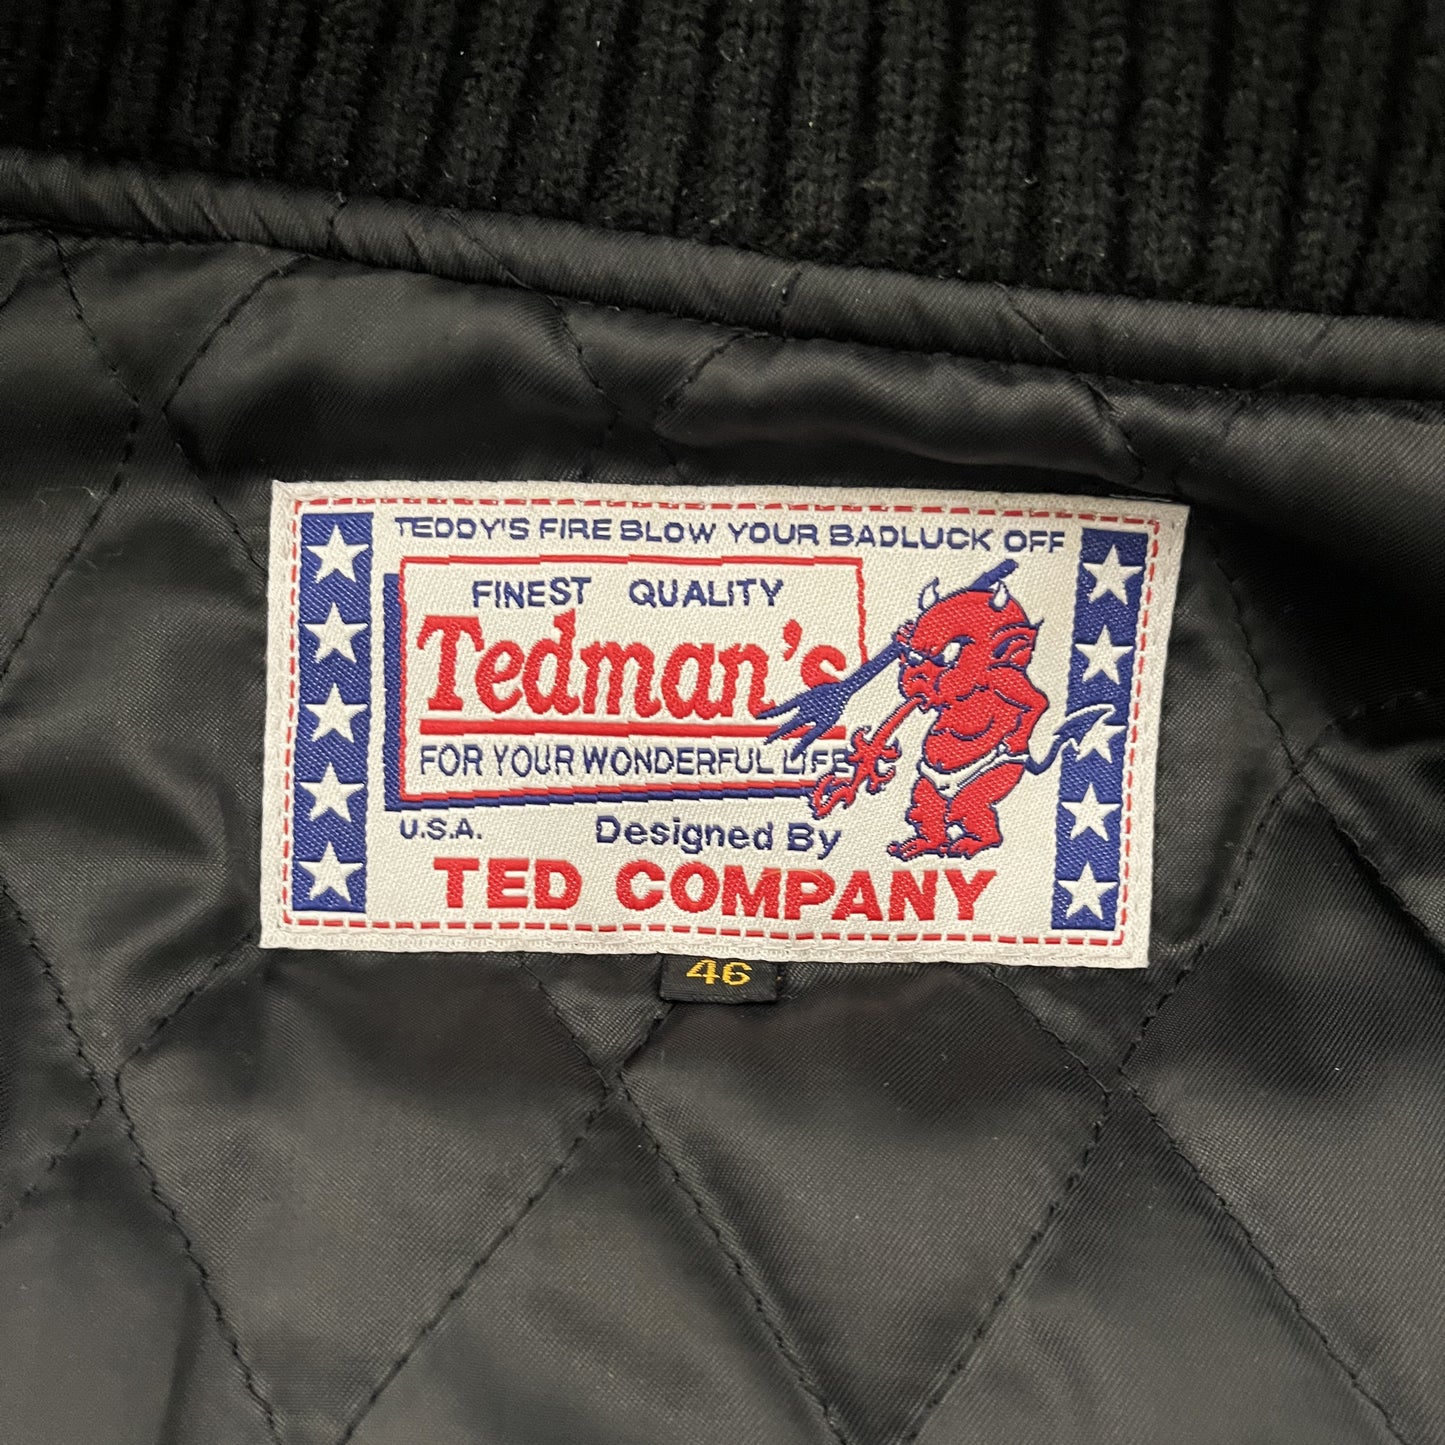 TEDDY'S FIRE BLOW YOUR BADLUCK OFF
FINEST QUALITY
Tedman's
FOR YOUR WONDERFUL LIFE
U.S.A. Designed By
TED COMPANY
46